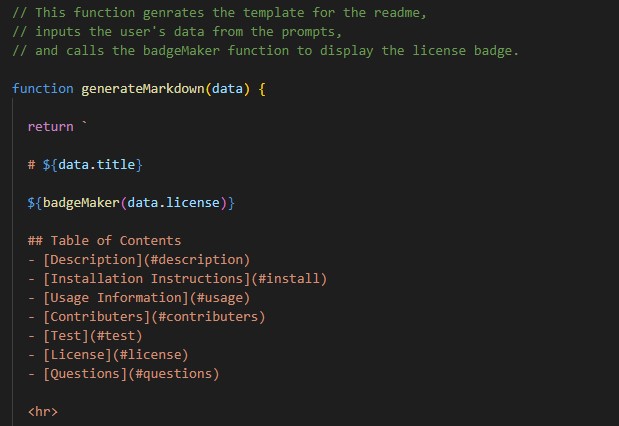 // This function genrates the template for the readme,
// inputs the user's data from the prompts,
// and calls the badgeMaker function to display the license badge.
function generateMarkdown(data) {
return `
# ${data.title}
${badgeMaker(data.license)}
## Table of Contents
- [Description](#description)
- [Installation Instructions](#install)
- [Usage Information](#usage)
- [Contributers](#contributers)
- [Test](#test)
- [License](#license)
- [Questions](#questions)
<hr>